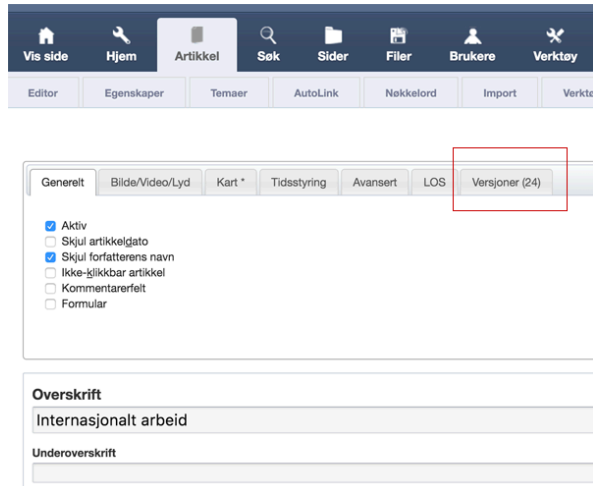 Vis side Hjem Artikkel Søk Sider Filer Brukere Verktøy
Editor Egenskaper Temaer AutoLink Nøkkelord Import
Generelt Bilde/Video/Lyd Kart * Tidsstyring Avansert LOS Versjoner (24)
Aktiv
Skjul artikkeldato
Skjul forfatterens navn
Ikke-klikkbar artikkel
Kommentarerfelt
Formular
Overskrift
Internasjonalt arbeid
Underoverskrift